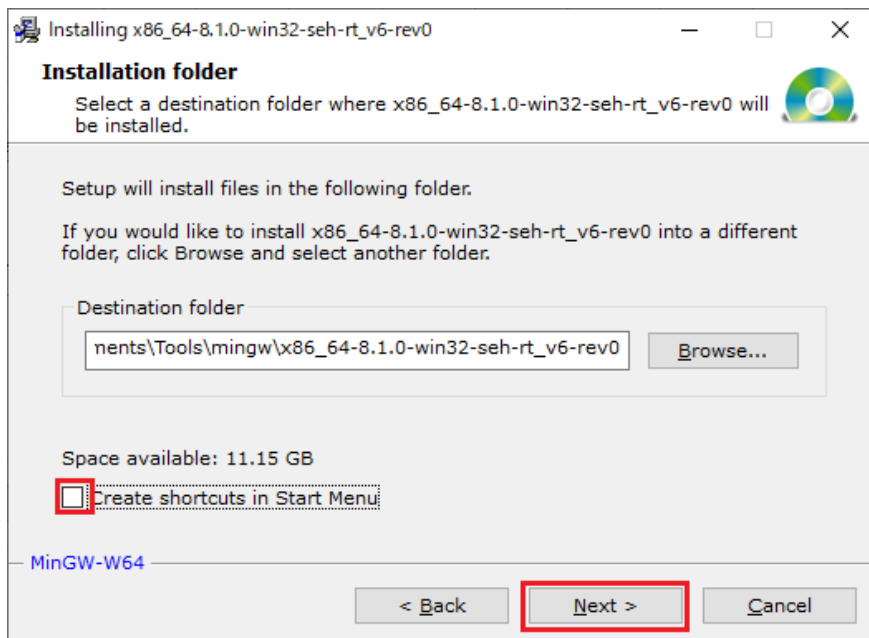 Installing x86_64-8.1.0-win32-seh-rt_v6-rev0
Installation folder
Select a destination folder where x86_64-8.1.0-win32-seh-rt_v6-rev0 will
be installed.
Setup will install files in the following folder.
If you would like to install x86_64-8.1.0-win32-seh-rt_v6-rev0 into a different
folder, click Browse and select another folder.
Destination folder
nents\Tools\mingw\x86_64-8.1.0-win32-seh-rt_v6-rev0
Browse...
Space available: 11.15 GB
Create shortcuts in Start Menu
MinGW-W64
< Back
Next >
Cancel